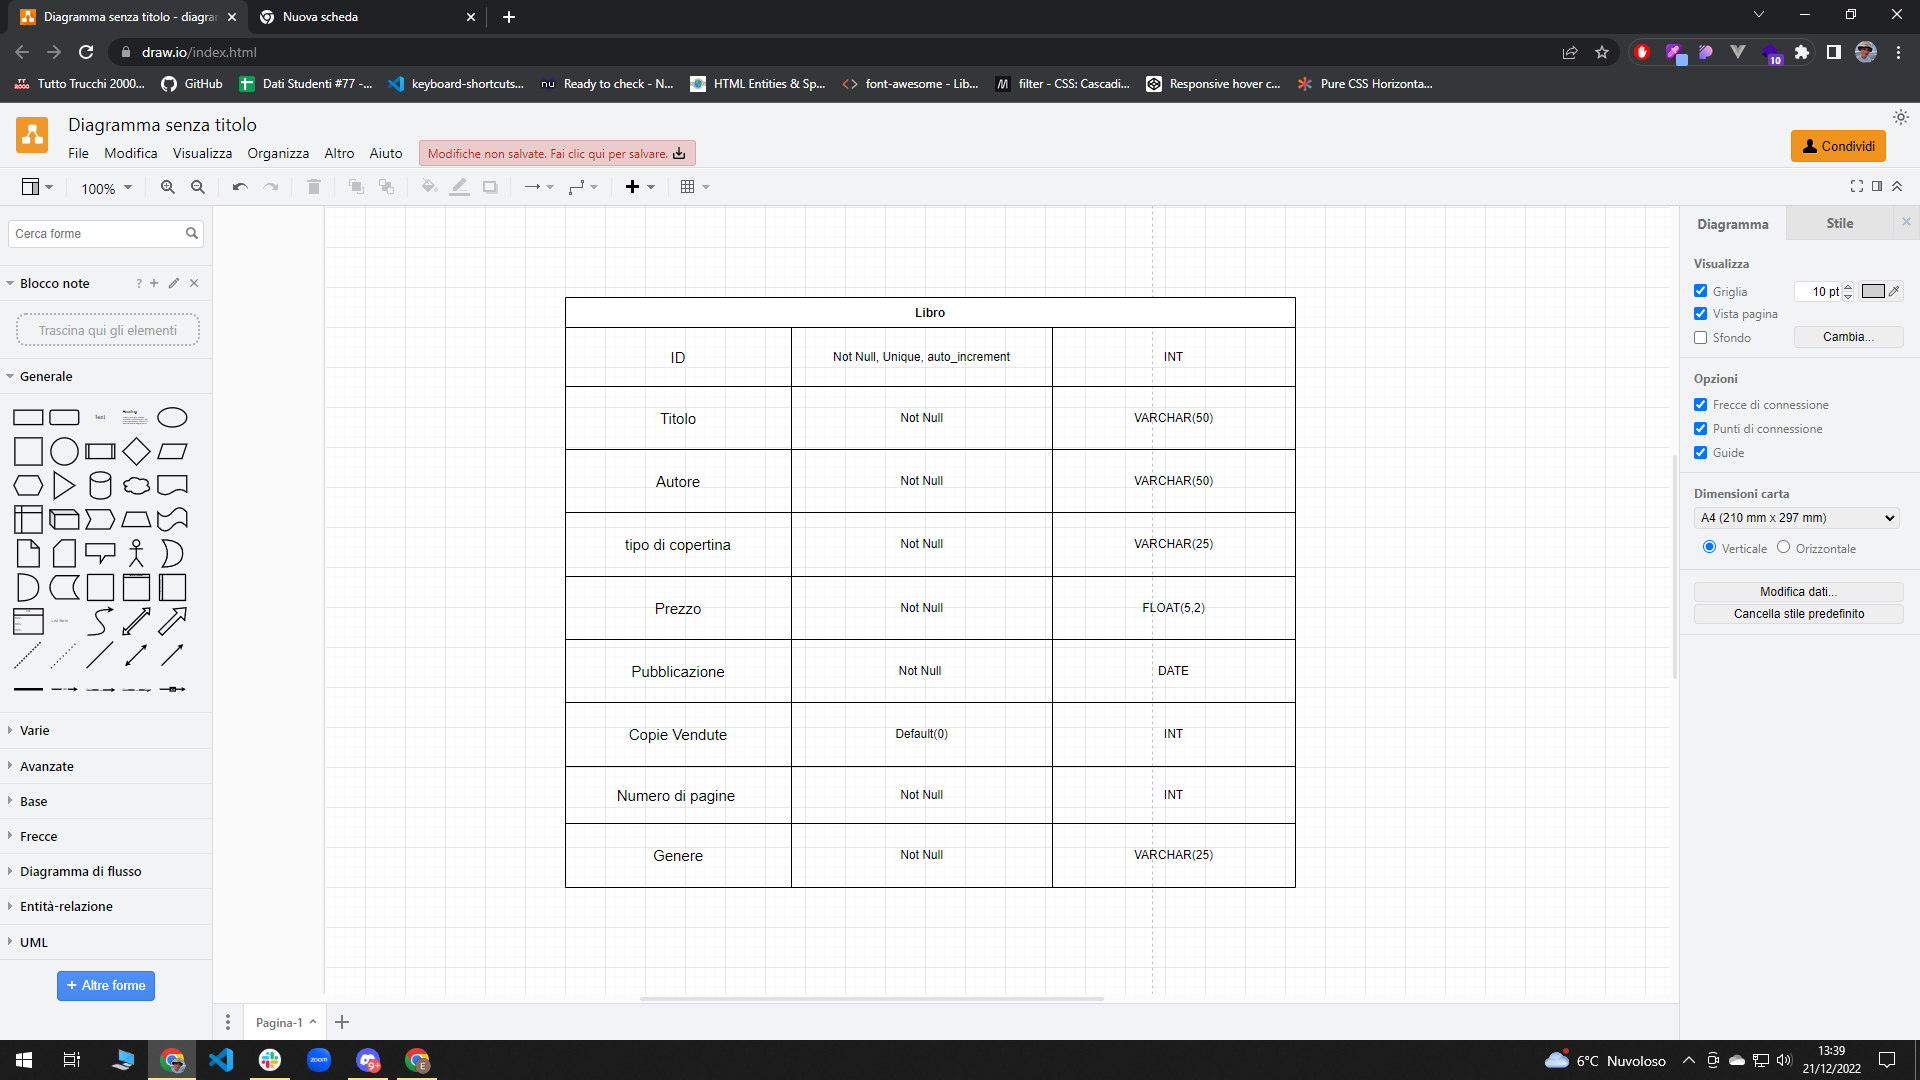 Diagramma senza titolo - diagra
Nuova scheda
draw.io/index.html
10
Tutto Trucchi 2000...
GitHub
Dati Studenti #77 -...
keyboard-shortcuts...
nu
Ready to check - N...
HTML Entities & Sp...
font-awesome - Lib...
filter - CSS: Cascadi...
Responsive hover c...
Pure CSS Horizonta...
Diagramma senza titolo
File Modifica Visualizza Organizza Altro Aiuto
Modifiche non salvate. Fai clic qui per salvare.
Condividi
100%
Cerca forme
Blocco note
?
Trascina qui gli elementi
Generale
Text
Heading
List Item
Varie
Avanzate
Base
Frecce
Diagramma di flusso
Entità-relazione
UML
+ Altre forme
Libro
ID Not Null, Unique, auto_increment INT
Titolo Not Null VARCHAR(50)
Autore Not Null VARCHAR(50)
tipo di copertina Not Null VARCHAR(25)
Prezzo Not Null FLOAT(5,2)
Pubblicazione Not Null DATE
Copie Vendute Default(0) INT
Numero di pagine Not Null INT
Genere Not Null VARCHAR(25)
Diagramma
Stile
Visualizza
Griglia
10 pt
Vista pagina
Sfondo
Cambia...
Opzioni
Frecce di connessione
Punti di connessione
Guide
Dimensioni carta
A4 (210 mm x 297 mm)
Verticale
Orizzontale
Modifica dati...
Cancella stile predefinito
Pagina-1
zoom
9+
E
6°C Nuvoloso
13:39
21/12/2022